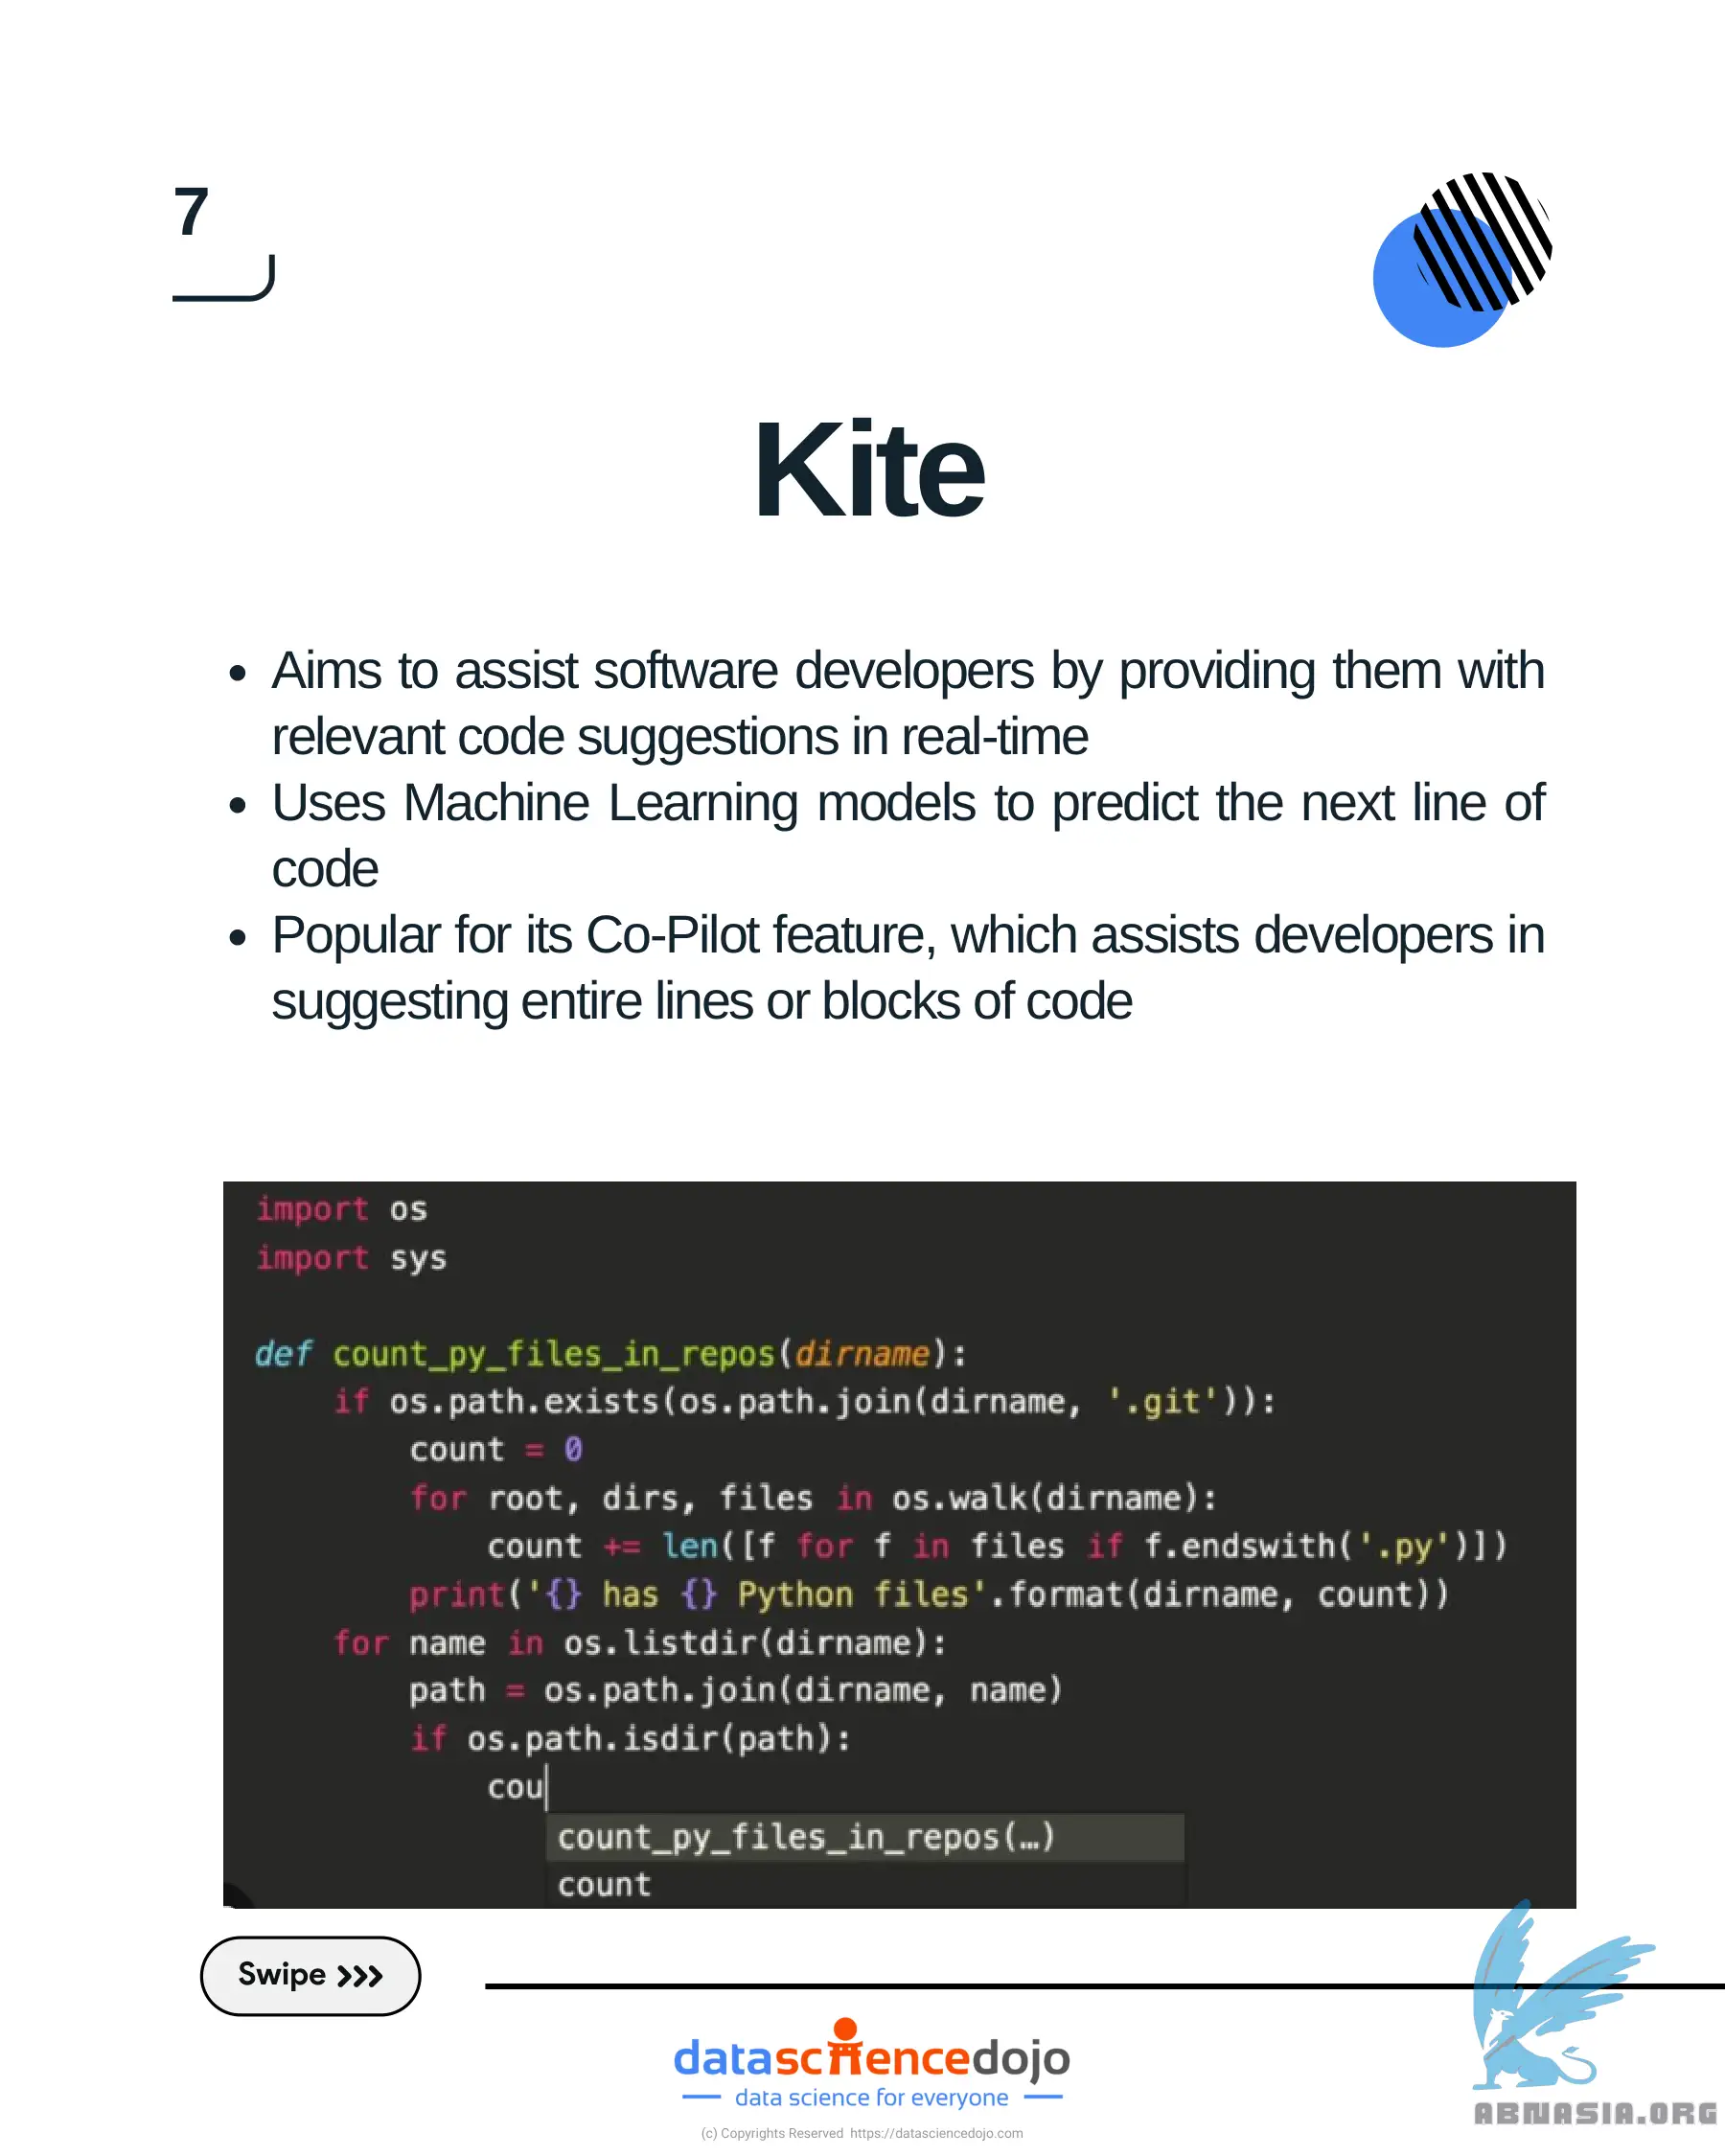 7
Kite
• Aims to assist software developers by providing them with
relevant code suggestions in real-time
• Uses Machine Learning models to predict the next line of
code
• Popular for its Co-Pilot feature, which assists developers in
suggesting entire lines or blocks of code
import os
import sys
def count_py_files_in_repos(dirname):
    if os.path.exists(os.path.join(dirname, '.git')):
        count = 0
        for root, dirs, files in os.walk(dirname):
            count += len([f for f in files if f.endswith('.py')])
        print('{} has {} Python files'.format(dirname, count))
    for name in os.listdir(dirname):
        path = os.path.join(dirname, name)
        if os.path.isdir(path):
            cou
count_py_files_in_repos(…)
count
Swipe >>>
datasciencedojo
data science for everyone
(c) Copyrights Reserved https://datasciencedojo.com
ABNASIA.ORG